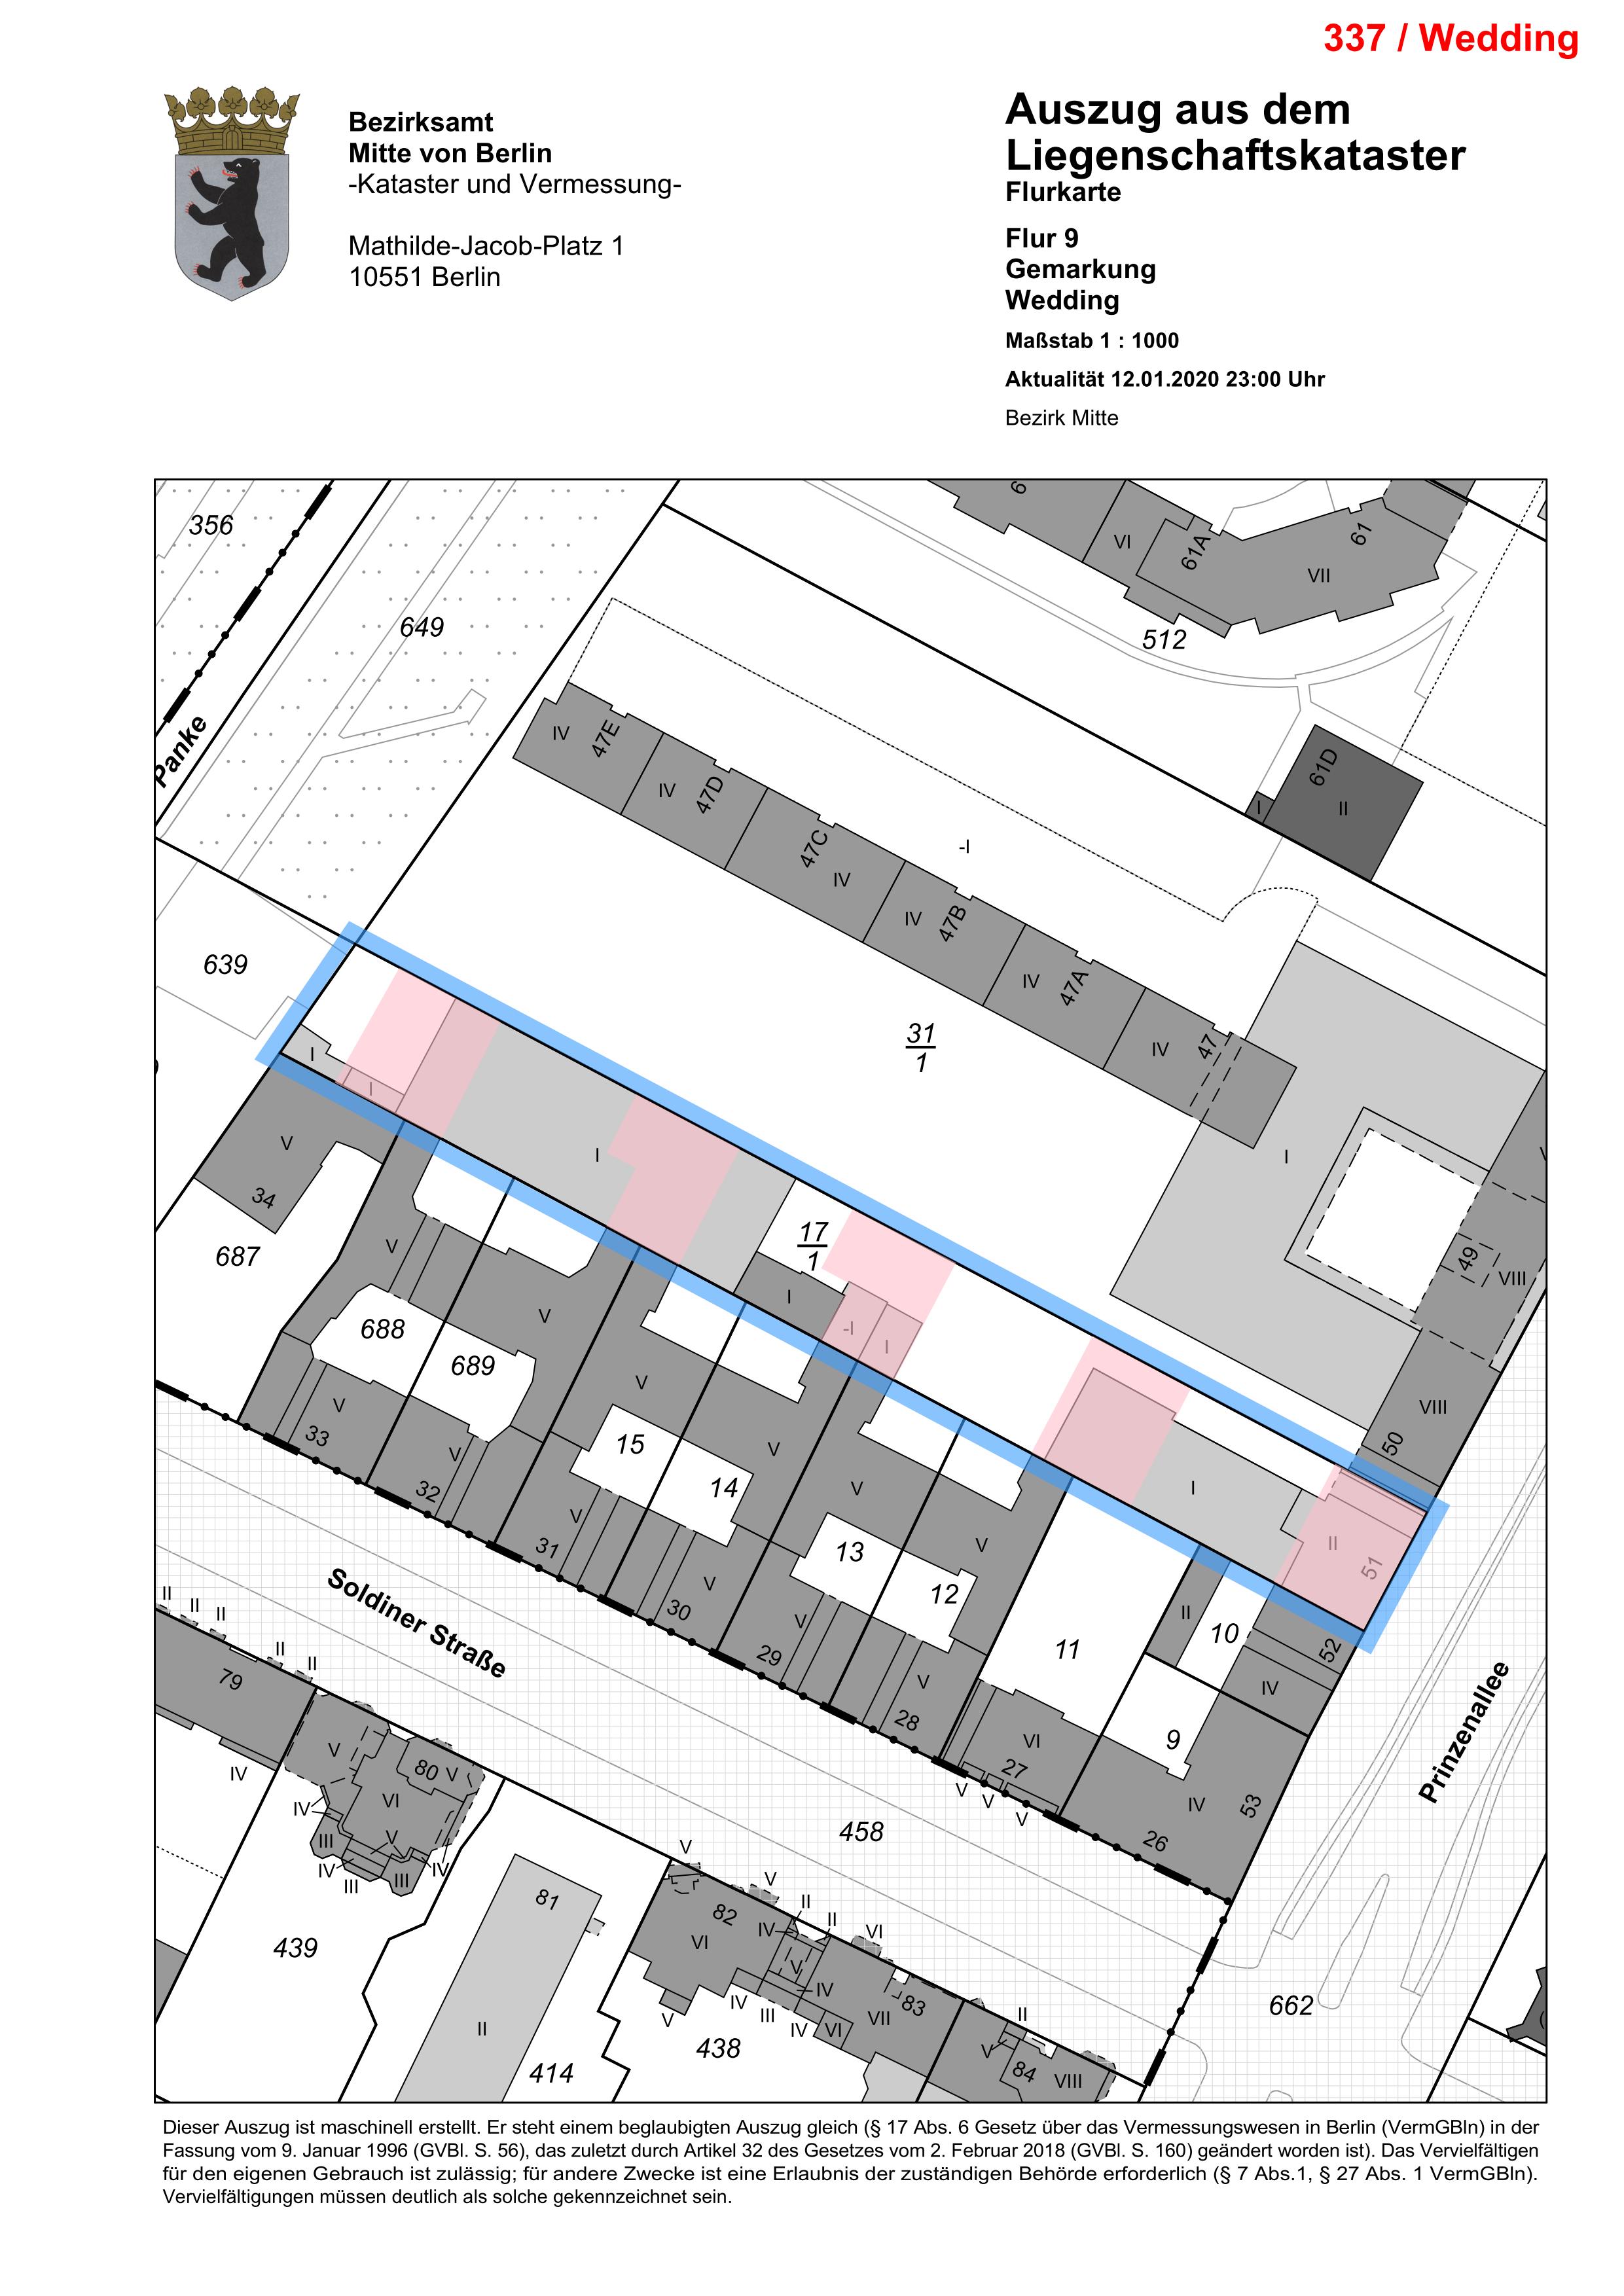 337 / Wedding
Bezirksamt
Mitte von Berlin
-Kataster und Vermessung-
Mathilde-Jacob-Platz 1
10551 Berlin
Auszug aus dem
Liegenschaftskataster
Flurkarte
Flur 9
Gemarkung
Wedding
Maßstab 1 : 1000
Aktualität 12.01.2020 23:00 Uhr
Bezirk Mitte
356
649
6
VI
61A
61
VII
512
Panke
IV
47E
IV
47D
47C
IV
IV
47B
IV
47A
IV
47
-I
61D
I
II
639
31
1
I
I
I
I
V
34
687
V
688
689
V
17
1
I
-I
I
49
VIII
VIII
50
V
33
V
32
V
15
14
V
V
31
V
30
V
13
12
V
V
29
V
28
I
II
51
11
II
10
52
IV
9
VI
27
V
V
V
IV
53
26
Soldiner Straße
Prinzenallee
II
II
II
II
II
79
IV
V
80
V
VI
IV
III
V
IV
III
III
IV
458
81
II
439
414
V
V
82
VI
II
II
IV
V
VI
IV
V
IV
III
IV
VI
VII
83
438
II
V
84
VIII
662
Dieser Auszug ist maschinell erstellt. Er steht einem beglaubigten Auszug gleich (§ 17 Abs. 6 Gesetz über das Vermessungswesen in Berlin (VermGBln) in der
Fassung vom 9. Januar 1996 (GVBl. S. 56), das zuletzt durch Artikel 32 des Gesetzes vom 2. Februar 2018 (GVBl. S. 160) geändert worden ist). Das Vervielfältigen
für den eigenen Gebrauch ist zulässig; für andere Zwecke ist eine Erlaubnis der zuständigen Behörde erforderlich (§ 7 Abs.1, § 27 Abs. 1 VermGBln).
Vervielfältigungen müssen deutlich als solche gekennzeichnet sein.